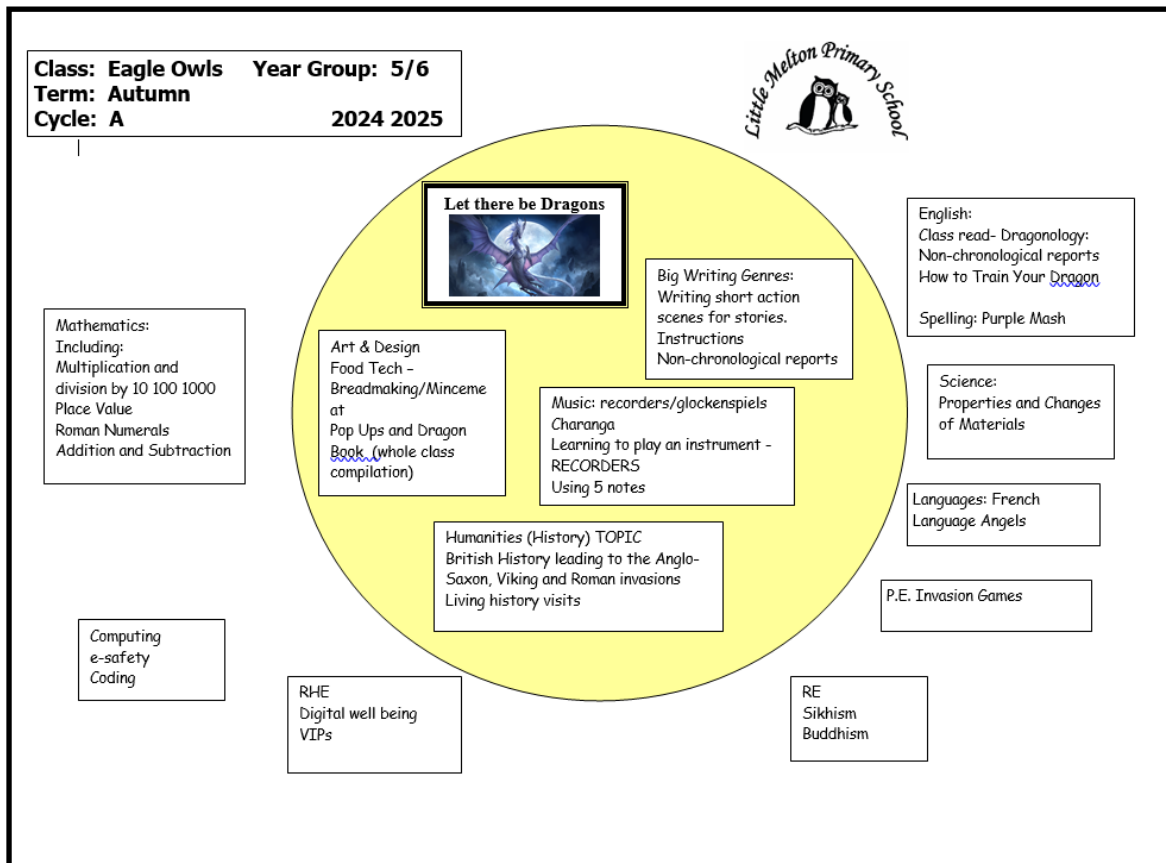 Class: Eagle Owls Year Group: 5/6
Term: Autumn
Cycle: A 2024 2025
Little Melton Primary School
Let there be Dragons
English:
Class read- Dragonology:
Non-chronological reports
How to Train Your Dragon
Spelling: Purple Mash
Big Writing Genres:
Writing short action
scenes for stories.
Instructions
Non-chronological reports
Mathematics:
Including:
Multiplication and
division by 10 100 1000
Place Value
Roman Numerals
Addition and Subtraction
Art & Design
Food Tech –
Breadmaking/Minceme
at
Pop Ups and Dragon
Book (whole class
compilation)
Music: recorders/glockenspiels
Charanga
Learning to play an instrument -
RECORDERS
Using 5 notes
Science:
Properties and Changes
of Materials
Languages: French
Language Angels
Humanities (History) TOPIC
British History leading to the Anglo-
Saxon, Viking and Roman invasions
Living history visits
P.E. Invasion Games
Computing
e-safety
Coding
RHE
Digital well being
VIPs
RE
Sikhism
Buddhism